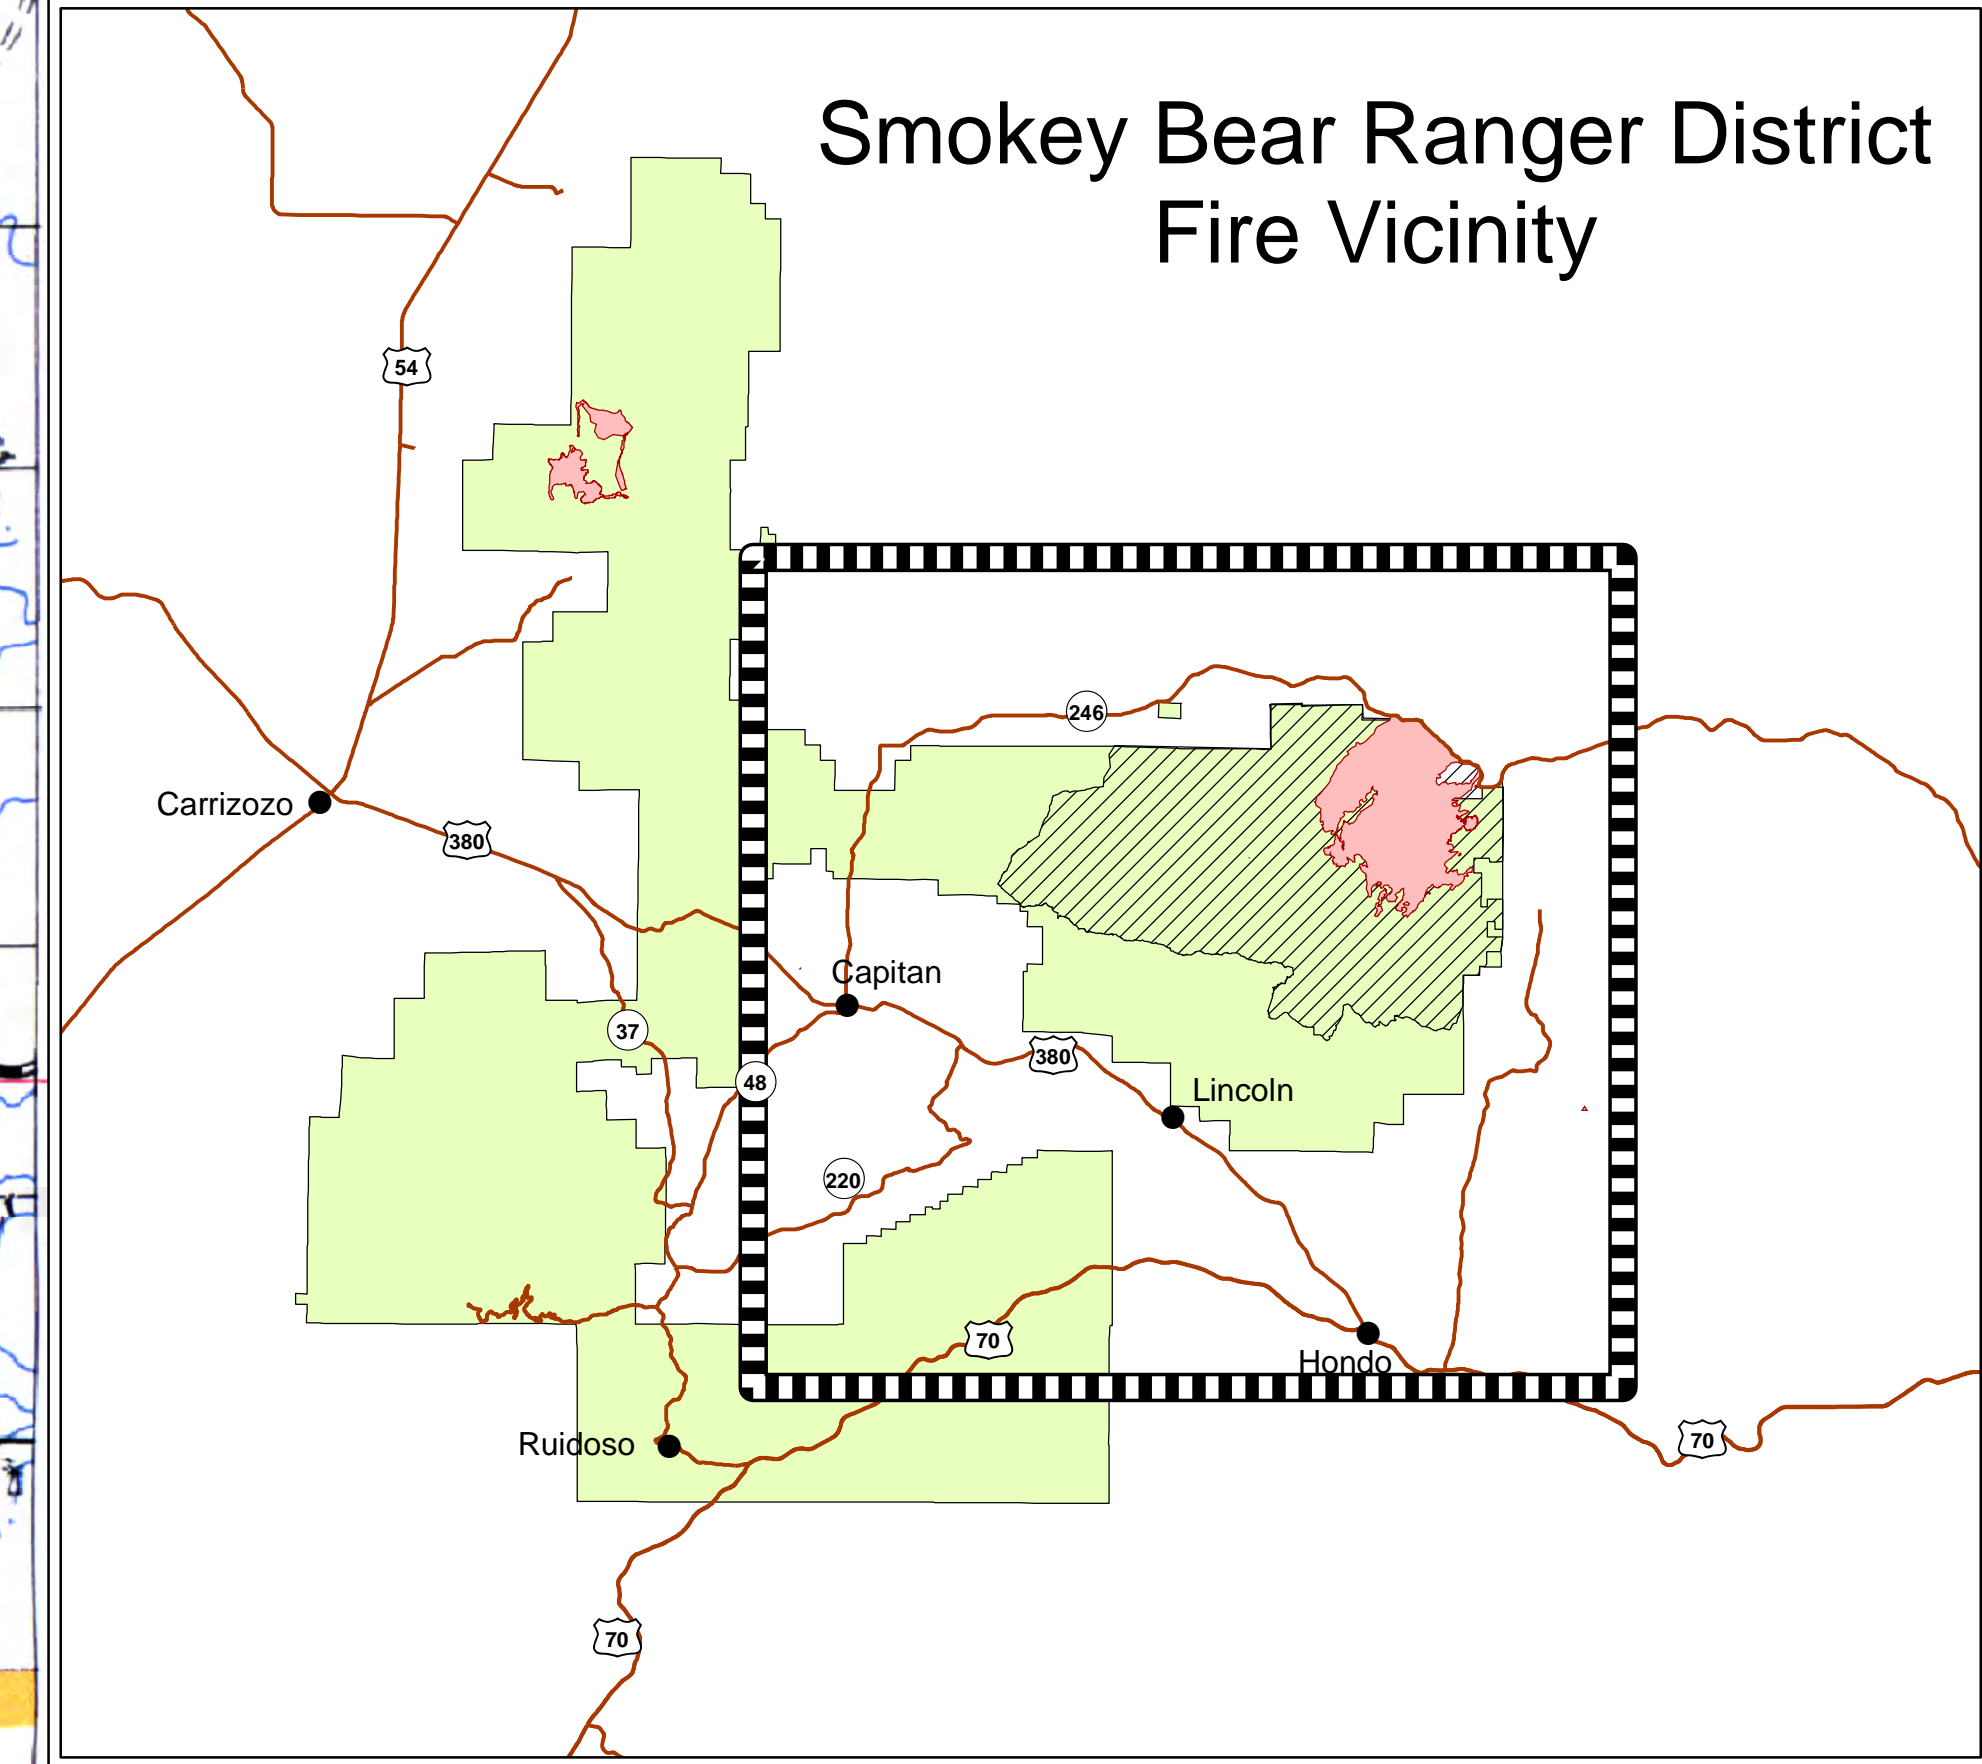 Smokey Bear Ranger District
Fire Vicinity
54
246
Carrizozo
380
Capitan
37
380
48
Lincoln
220
70
Hondo
Ruidoso
70
70